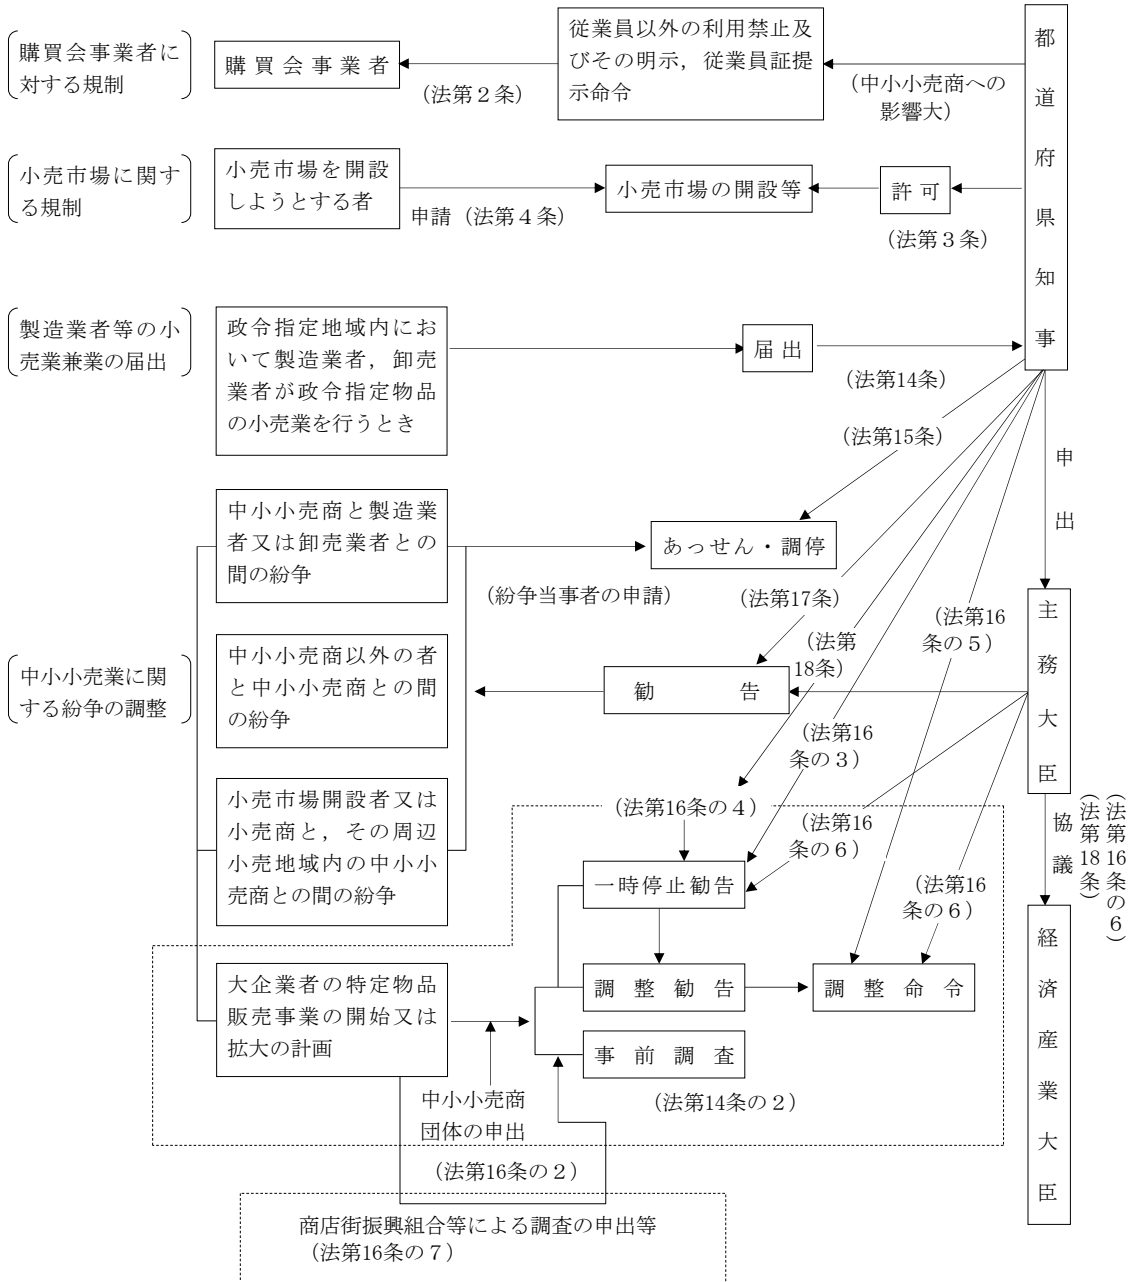 購買会事業者に
対する規制
購買会事業者
(法第2条)
従業員以外の利用禁止及
びその明示，従業員証提
示命令
(中小小売商への
影響大)
都道府県知事
小売市場に関す
る規制
小売市場を開設
しようとする者
申請（法第4条）
小売市場の開設等
許可
(法第3条)
製造業者等の小
売業兼業の届出
政令指定地域内にお
いて製造業者，卸売
業者が政令指定物品
の小売業を行うとき
届出
(法第14条)
(法第15条)
申出
中小小売業に関
する紛争の調整
中小小売商と製造業
者又は卸売業者との
間の紛争
(紛争当事者の申請)
あっせん・調停
(法第17条)
(法第
18条)
(法第16
条の5)
主務大臣
中小小売商以外の者
と中小小売商との間
の紛争
勧告
(法第16
条の3)
小売市場開設者又は
小売商と，その周辺
小売地域内の中小小
売商との間の紛争
(法第16条の4)
(法第16
条の6)
(法第16
条の6)
協議
(法第18条)
(法第16条の6)
一時停止勧告
調整勧告
調整命令
経済産業大臣
大企業者の特定物品
販売事業の開始又は
拡大の計画
事前調査
(法第14条の2)
中小小売商
団体の申出
(法第16条の2)
商店街振興組合等による調査の申出等
(法第16条の7)